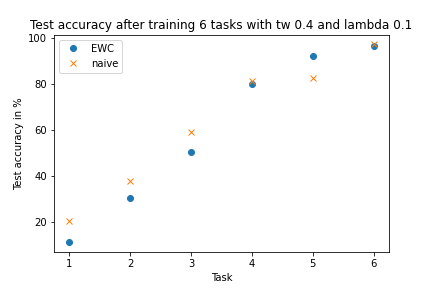 Test accuracy after training 6 tasks with tw 0.4 and lambda 0.1
100
80
60
40
20
Test accuracy in %
EWC
naive
1 2 3 4 5 6
Task